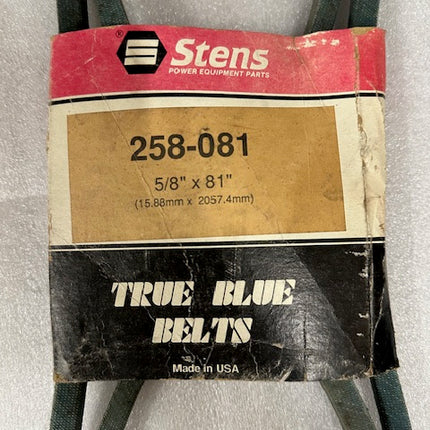 ®
Stens
POWER EQUIPMENT PARTS
258-081
5/8" x 81"
(15.88mm x 2057.4mm)
TRUE BLUE
BELTS
Made in USA